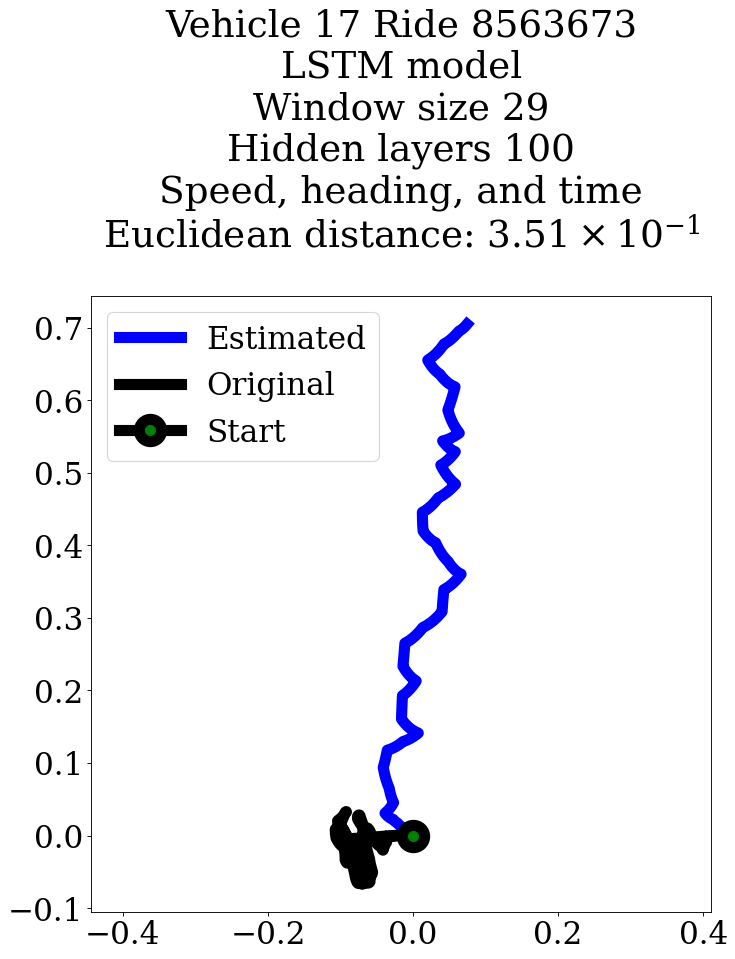 Vehicle 17 Ride 8563673
LSTM model
Window size 29
Hidden layers 100
Speed, heading, and time
Euclidean distance: 3.51 × 10⁻¹
Estimated
Original
Start
0.7
0.6
0.5
0.4
0.3
0.2
0.1
0.0
−0.1
−0.4 −0.2 0.0 0.2 0.4